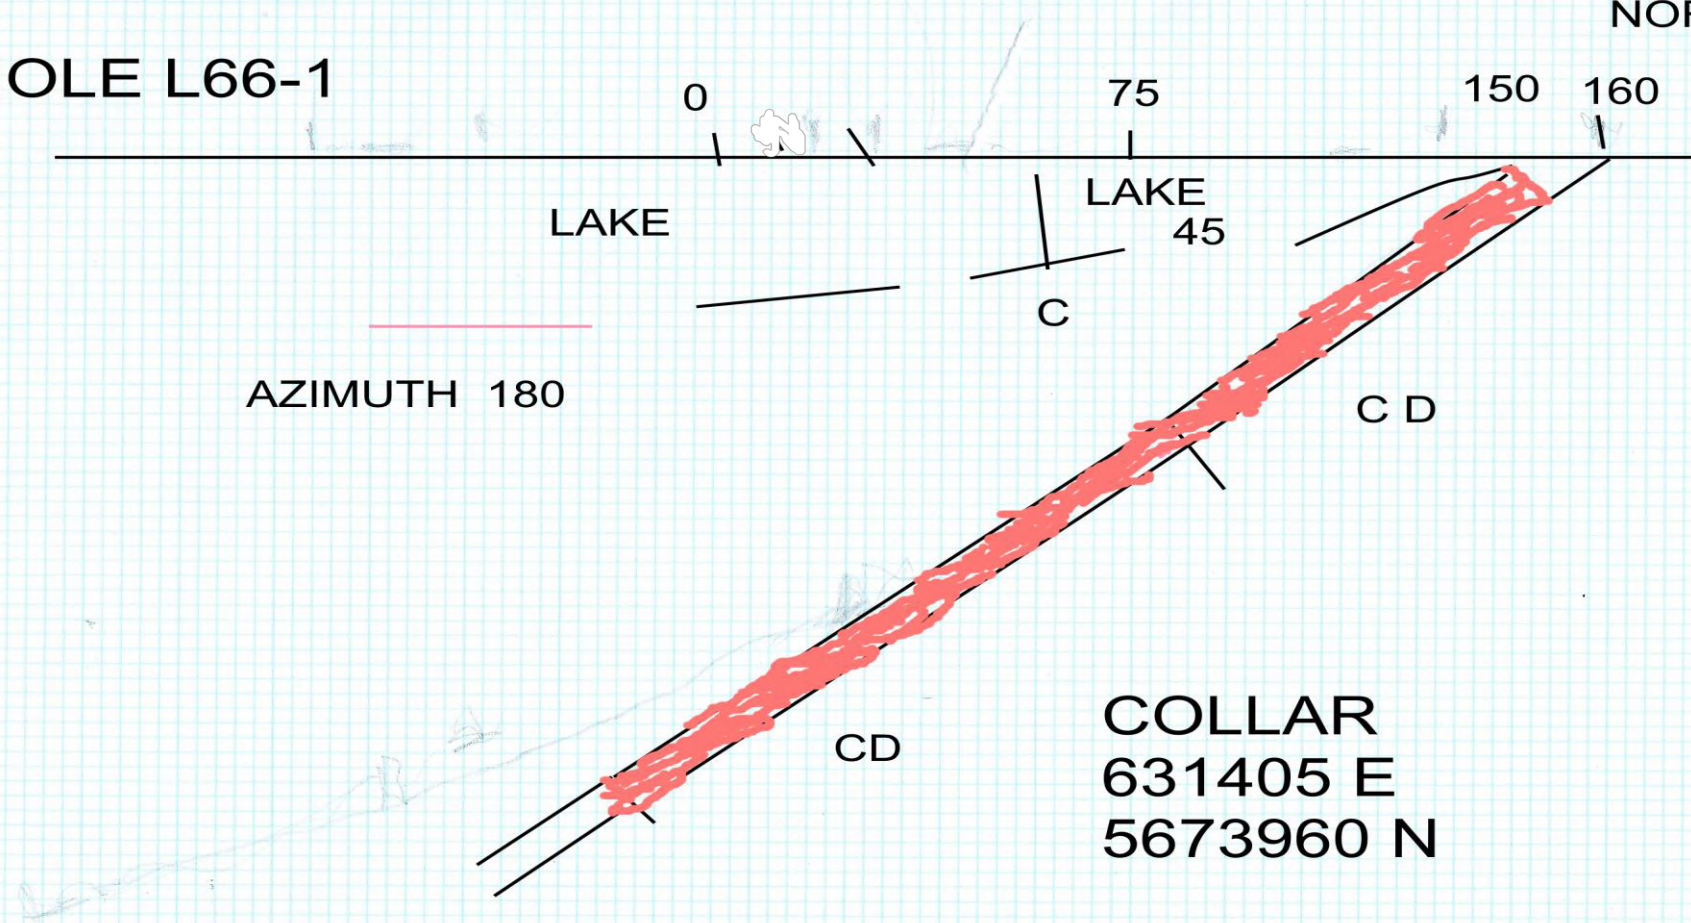 NOR
OLE L66-1
0
75
150
160
LAKE
LAKE
45
C
AZIMUTH 180
C D
CD
COLLAR
631405 E
5673960 N